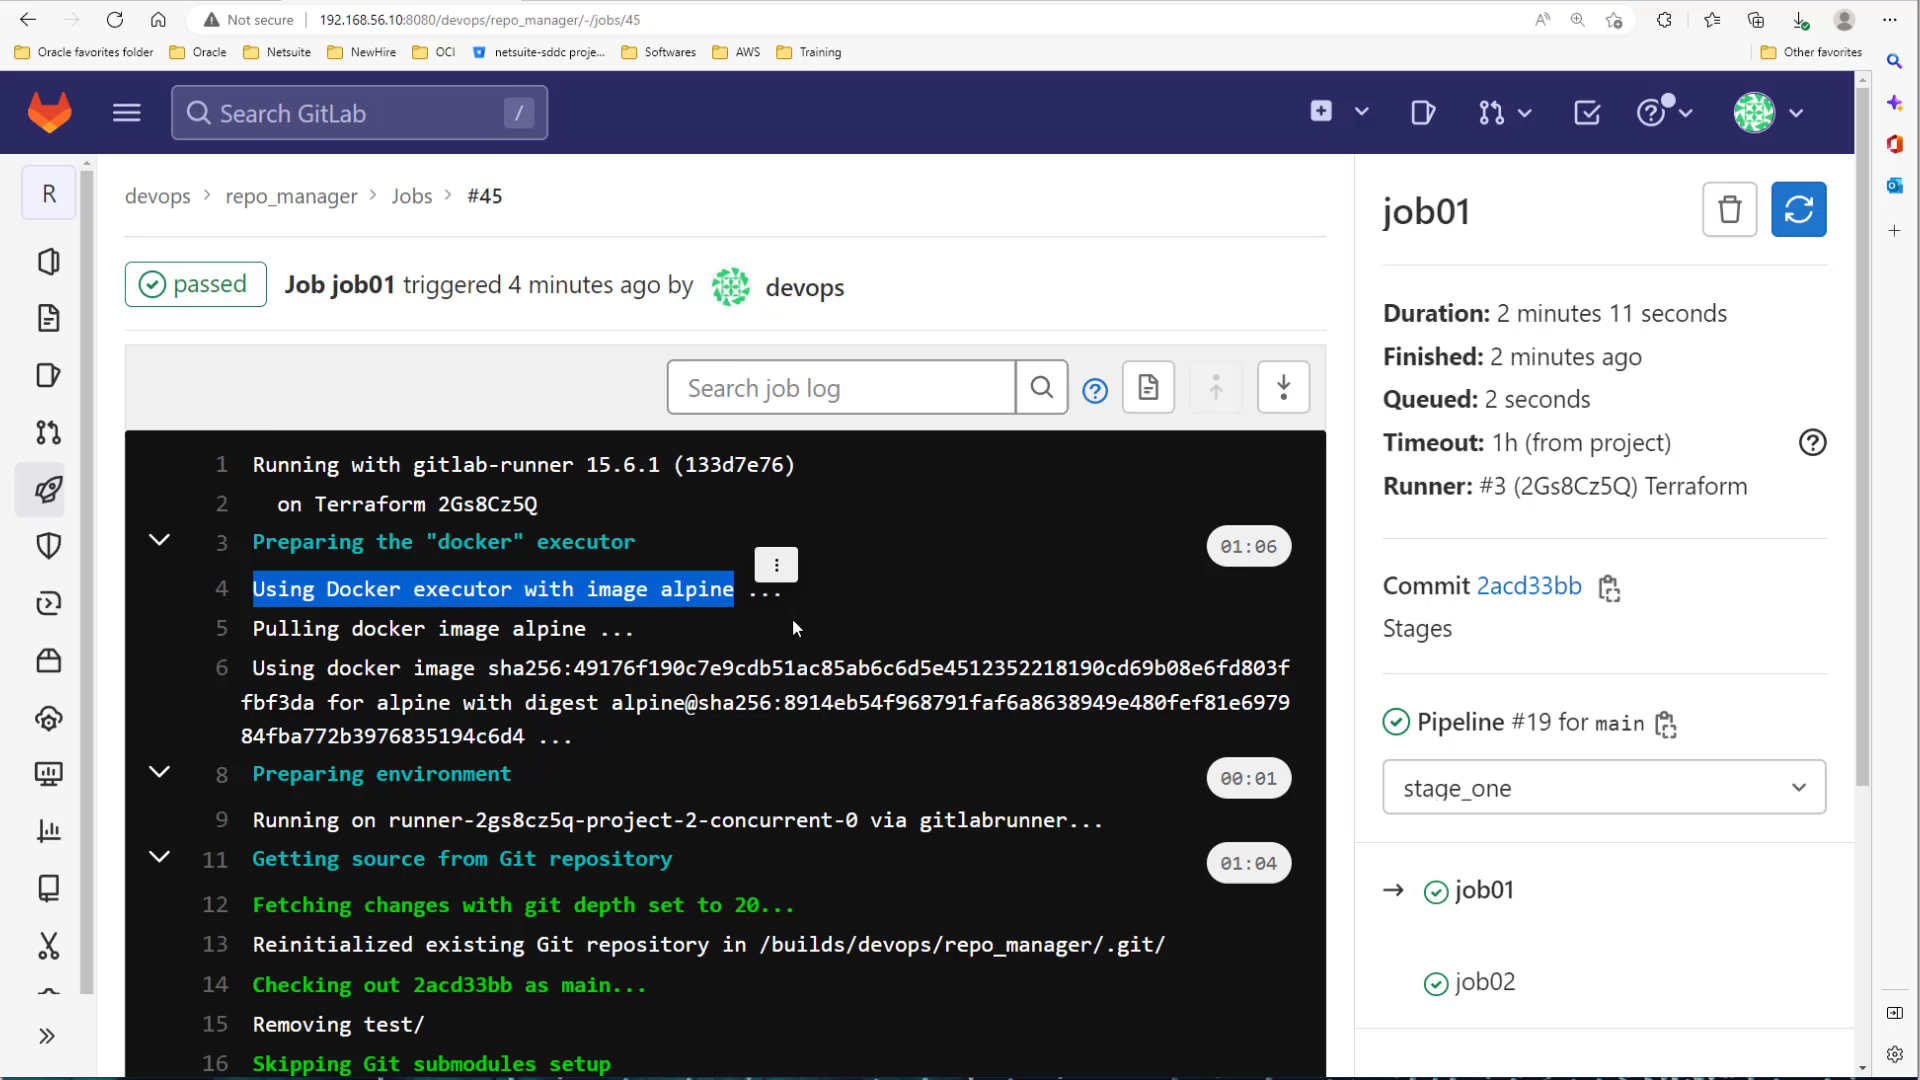 Not secure
192.168.56.10:8080/devops/repo_manager/-/jobs/45
Oracle favorites folder
Oracle
Netsuite
NewHire
OCI
netsuite-sddc proje...
Softwares
AWS
Training
Other favorites
Search GitLab
/
R
devops > repo_manager > Jobs > #45
passed
Job job01 triggered 4 minutes ago by devops
Search job log
1 Running with gitlab-runner 15.6.1 (133d7e76)
2 on Terraform 2Gs8Cz5Q
3 Preparing the "docker" executor
01:06
4 Using Docker executor with image alpine ...
5 Pulling docker image alpine ...
6 Using docker image sha256:49176f190c7e9cdb51ac85ab6c6d5e4512352218190cd69b08e6fd803f
fbf3da for alpine with digest alpine@sha256:8914eb54f968791faf6a8638949e480fef81e6979
84fba772b3976835194c6d4 ...
8 Preparing environment
00:01
9 Running on runner-2gs8cz5q-project-2-concurrent-0 via gitlabrunner...
11 Getting source from Git repository
01:04
12 Fetching changes with git depth set to 20...
13 Reinitialized existing Git repository in /builds/devops/repo_manager/.git/
14 Checking out 2acd33bb as main...
15 Removing test/
16 Skipping Git submodules setup
job01
Duration: 2 minutes 11 seconds
Finished: 2 minutes ago
Queued: 2 seconds
Timeout: 1h (from project)
Runner: #3 (2Gs8Cz5Q) Terraform
Commit 2acd33bb
Stages
Pipeline #19 for main
stage_one
→ job01
job02